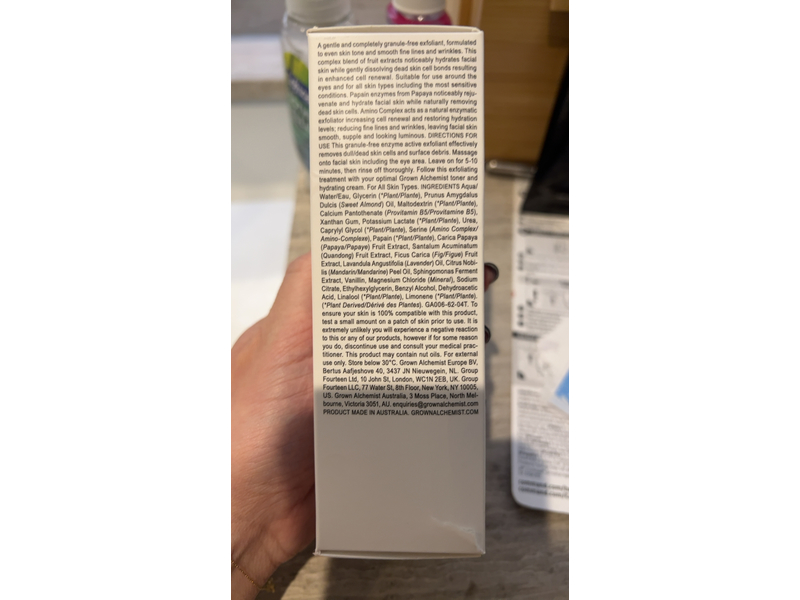 A gentle and completely granule-free exfoliant, formulated
to even skin tone and smooth fine lines and wrinkles. This
complex blend of fruit extracts noticeably hydrates facial
skin while gently dissolving dead skin cell bonds resulting
in enhanced cell renewal. Suitable for use around the
eyes and for all skin types including the most sensitive
conditions. Papain enzymes from Papaya noticeably reju-
venate and hydrate facial skin while naturally removing
dead skin cells. Amino Complex acts as a natural enzymatic
exfoliator increasing cell renewal and restoring hydration
levels; reducing fine lines and wrinkles, leaving facial skin
smooth, supple and looking luminous. DIRECTIONS FOR
USE This granule-free enzyme active exfoliant effectively
removes dull/dead skin cells and surface debris. Massage
onto facial skin including the eye area. Leave on for 5-10
minutes, then rinse off thoroughly. Follow this exfoliating
treatment with your optimal Grown Alchemist toner and
hydrating cream. For All Skin Types. INGREDIENTS Aqua/
Water/Eau, Glycerin (*Plant/Plante), Prunus Amygdalus
Dulcis (Sweet Almond) Oil, Maltodextrin (*Plant/Plante),
Calcium Pantothenate (Provitamin B5/Provitamine B5),
Xanthan Gum, Potassium Lactate (*Plant/Plante), Urea,
Caprylyl Glycol (*Plant/Plante), Serine (Amino Complex/
Amino-Complexe), Papain (*Plant/Plante), Carica Papaya
(Papaya/Papaye) Fruit Extract, Santalum Acuminatum
(Quandong) Fruit Extract, Ficus Carica (Fig/Figue) Fruit
Extract, Lavandula Angustifolia (Lavender) Oil, Citrus Nobi-
lis (Mandarin/Mandarine) Peel Oil, Sphingomonas Ferment
Extract, Vanillin, Magnesium Chloride (Mineral), Sodium
Citrate, Ethylhexylglycerin, Benzyl Alcohol, Dehydroacetic
Acid, Linalool (*Plant/Plante), Limonene (*Plant/Plante).
(*Plant Derived/Dérivé des Plantes). GA006-62-04T. To
ensure your skin is 100% compatible with this product,
test a small amount on a patch of skin prior to use. It is
extremely unlikely you will experience a negative reaction
to this or any of our products, however if for some reason
you do, discontinue use and consult your medical prac-
titioner. This product may contain nut oils. For external
use only. Store below 30°C. Grown Alchemist Europe BV,
Bertus Aafjeshove 40, 3437 JN Nieuwegein, NL. Group
Fourteen Ltd, 10 John St, London, WC1N 2EB, UK. Group
Fourteen LLC, 77 Water St, 8th Floor, New York, NY 10005,
US. Grown Alchemist Australia, 3 Moss Place, North Mel-
bourne, Victoria 3051, AU. enquiries@grownalchemist.com
PRODUCT MADE IN AUSTRALIA. GROWNALCHEMIST.COM